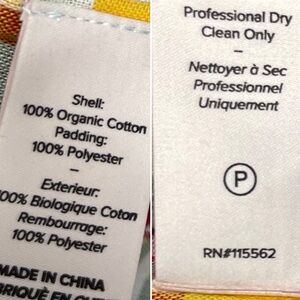 Shell:
100% Organic Cotton
Padding:
100% Polyester
–
Exterieur:
100% Biologique Coton
Rembourrage:
100% Polyester
MADE IN CHINA
Professional Dry
Clean Only
–
Nettoyer à Sec
Professionnel
Uniquement
P
RN#115562